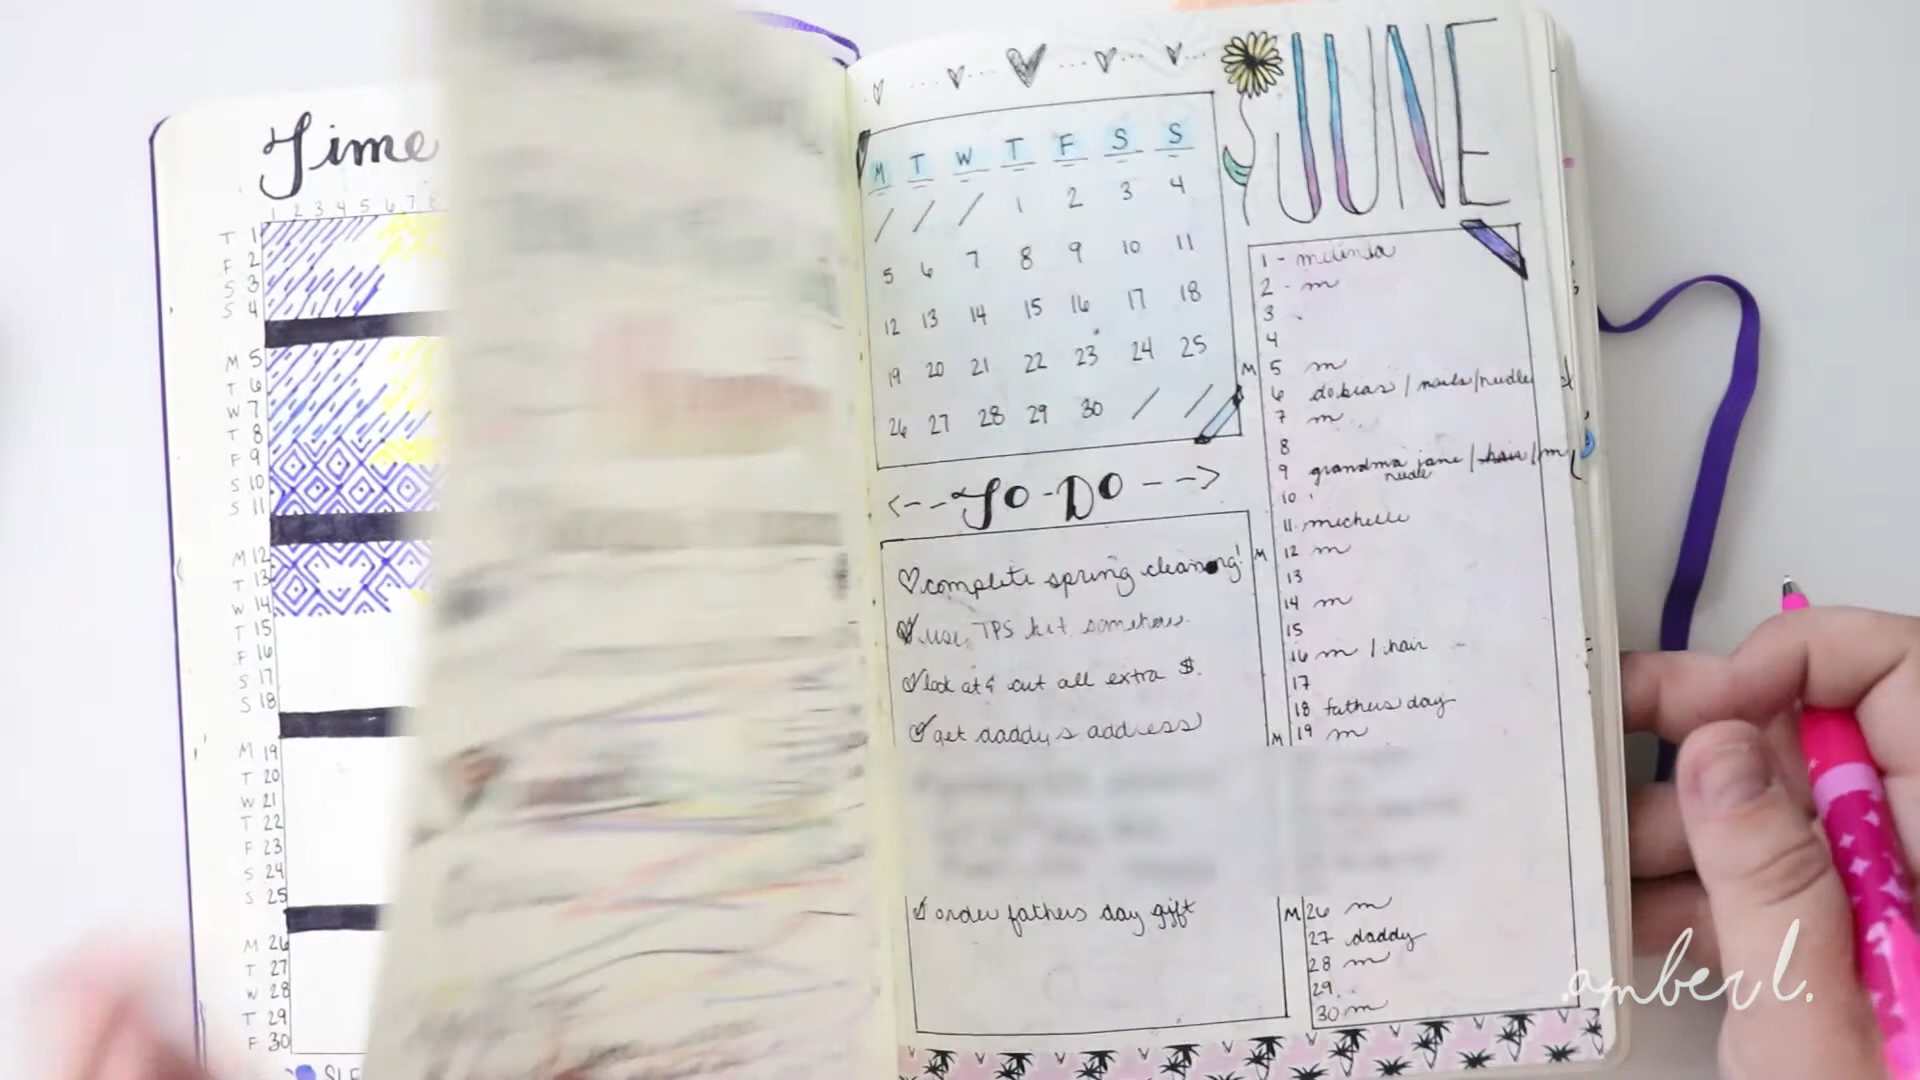 Time
1 2 3 4 5 6 7 8
T 1
F 2
S 3
S 4
M 5
T 6
W 7
T 8
F 9
S 10
S 11
M 12
T 13
W 14
T 15
F 16
S 17
S 18
M 19
T 20
W 21
T 22
F 23
S 24
S 25
M 26
T 27
W 28
T 29
F 30
JUNE
M T W T F S S
/ / / 1 2 3 4
5 6 7 8 9 10 11
12 13 14 15 16 17 18
19 20 21 22 23 24 25
26 27 28 29 30 / /
<--To-Do-->
complete spring cleaning!
use TPS kit somehow.
look at & cut all extra $.
get daddy's address
order fathers day gift
1 - melinda
2 - m
3
4
M 5 m
6 / nails/
7 m
8
9 grandma jane / hair / m
10
11 michelle
M 12 m
13
14 m
15
16 m / hair
17
18 fathers day
M 19 m
M 26 m
27 daddy
28 m
29
30 m
.amber l.